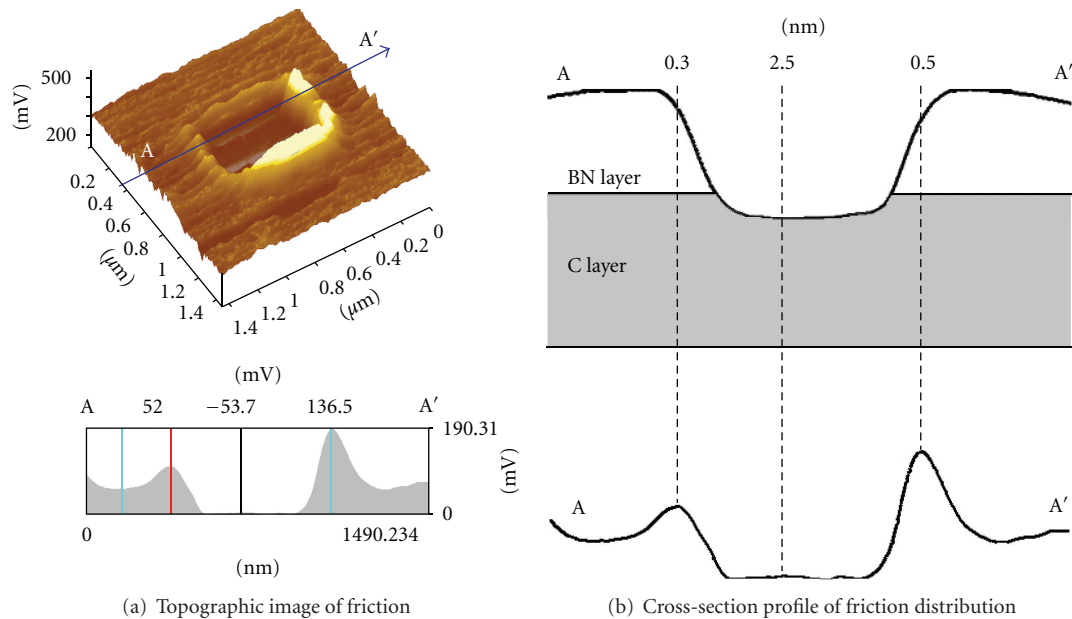 A′
500
(mV)
200
A
0.2
0.4
0.6
0.8
1
1.2
1.4
(μm)
0
0.2
0.4
0.6
0.8
1
1.2
1.4
(μm)
(mV)
A 52 −53.7 136.5 A′
190.31
(mV)
0
0 1490.234
(nm)
(a) Topographic image of friction
(nm)
A 0.3 2.5 0.5 A′
BN layer
C layer
A A′
(b) Cross-section profile of friction distribution